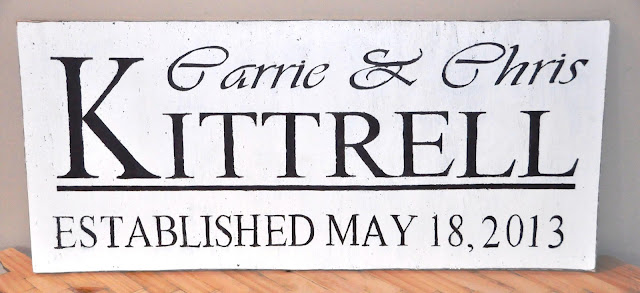 Carrie & Chris
KITTRELL
ESTABLISHED MAY 18, 2013